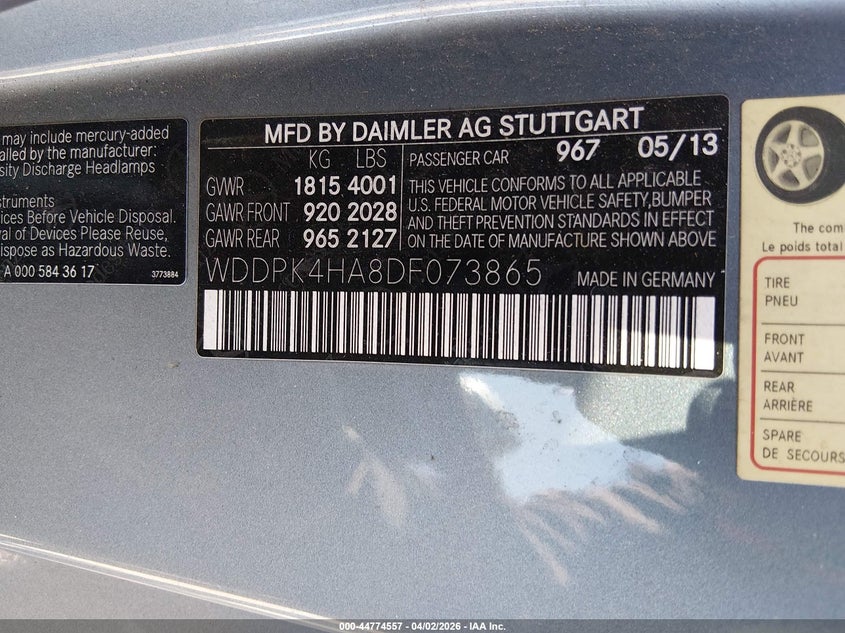 may include mercury-added
alled by the manufacturer:
sity Discharge Headlamps
nstruments
ices Before Vehicle Disposal.
val of Devices Please Reuse,
ispose as Hazardous Waste.
A 000 584 36 17
3773884
MFD BY DAIMLER AG STUTTGART
KG LBS
GVWR 1815 4001
GAWR FRONT 920 2028
GAWR REAR 965 2127
PASSENGER CAR 967 05/13
THIS VEHICLE CONFORMS TO ALL APPLICABLE
U.S. FEDERAL MOTOR VEHICLE SAFETY, BUMPER
AND THEFT PREVENTION STANDARDS IN EFFECT
ON THE DATE OF MANUFACTURE SHOWN ABOVE
WDDPK4HA8DF073865
MADE IN GERMANY
The com
Le poids total
TIRE
PNEU
FRONT
AVANT
REAR
ARRIÈRE
SPARE
DE SECOURS
000-44774557 - 04/02/2026 - IAA Inc.